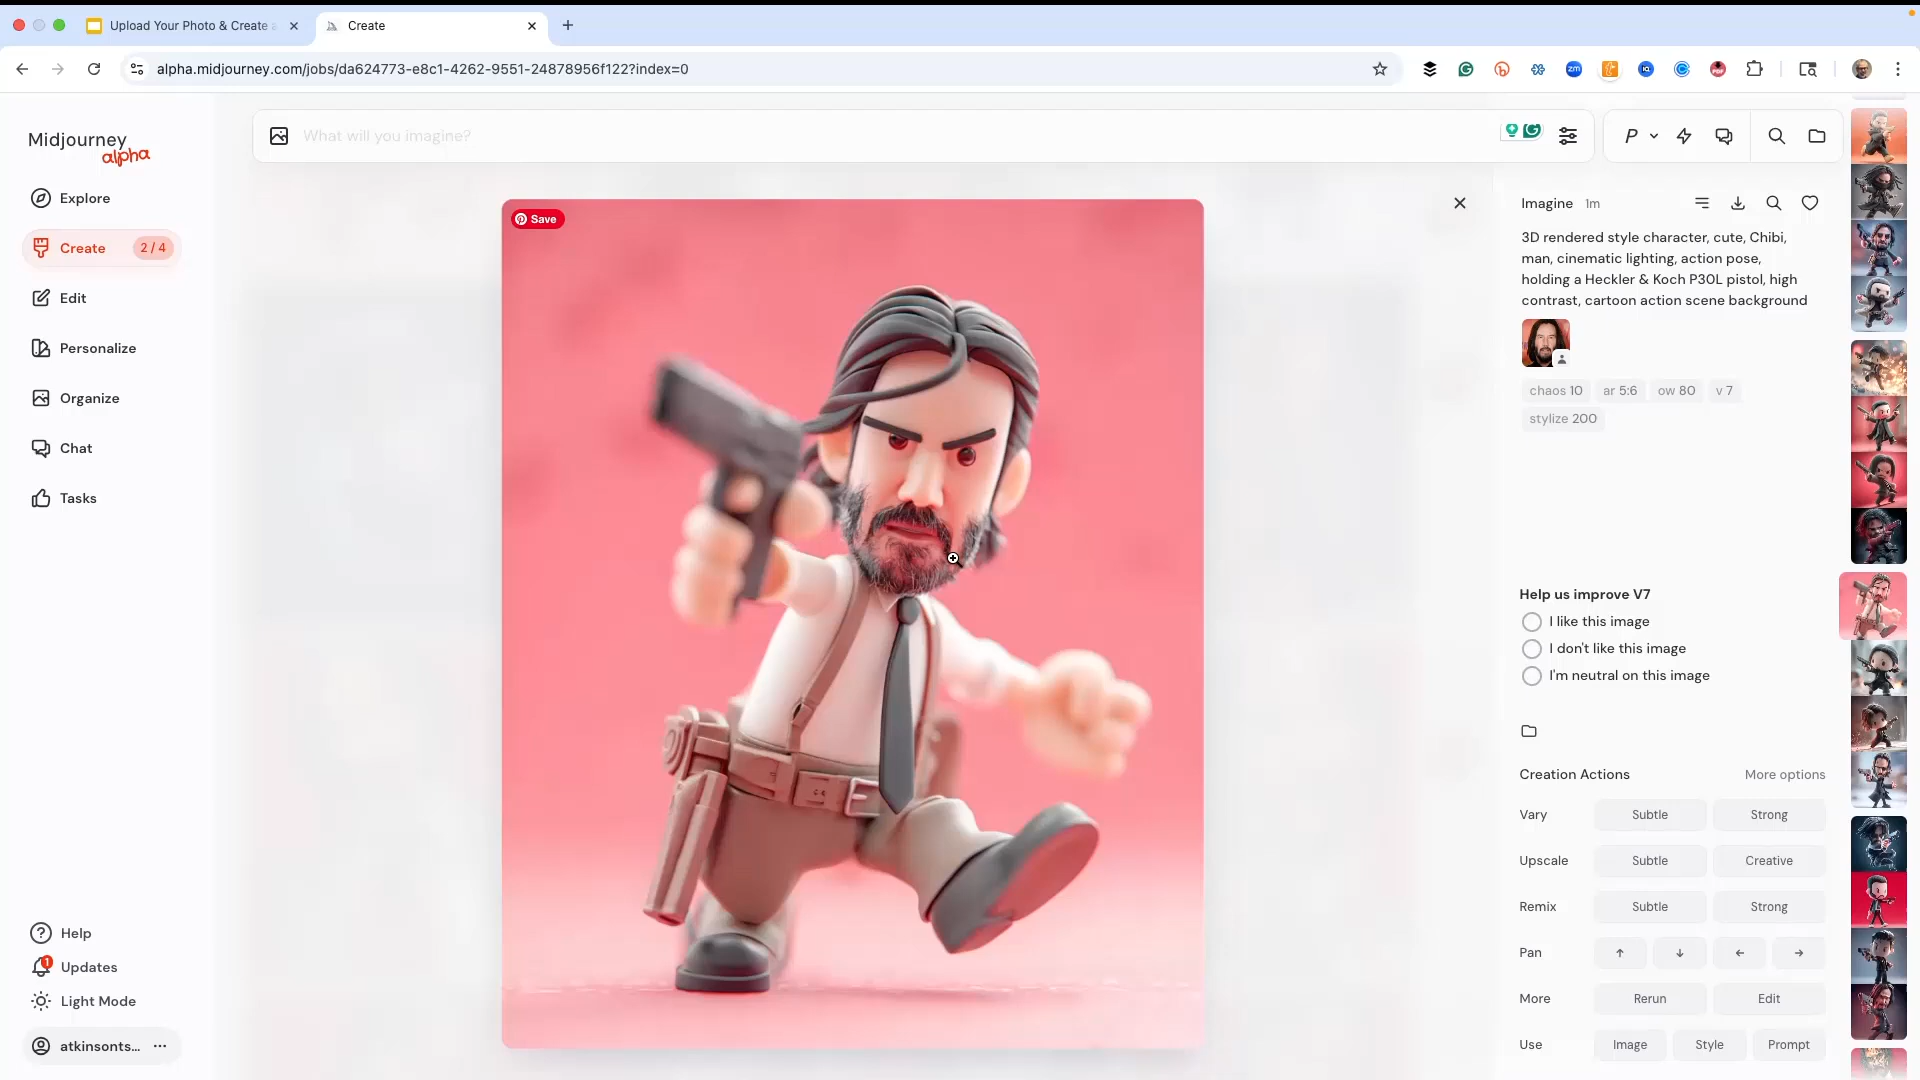 Upload Your Photo & Create
Create
alpha.midjourney.com/jobs/da624773-e8c1-4262-9551-24878956f122?index=0
Midjourney
alpha
What will you imagine?
Explore
Create 2 / 4
Edit
Personalize
Organize
Chat
Tasks
Help
Updates
1
Light Mode
atkinsonts...
Save
Imagine 1m
3D rendered style character, cute, Chibi,
man, cinematic lighting, action pose,
holding a Heckler & Koch P30L pistol, high
contrast, cartoon action scene background
chaos 10 ar 5:6 ow 80 v 7
stylize 200
Help us improve V7
I like this image
I don't like this image
I'm neutral on this image
Creation Actions More options
Vary Subtle Strong
Upscale Subtle Creative
Remix Subtle Strong
Pan ↑ ↓ ← →
More Rerun Edit
Use Image Style Prompt